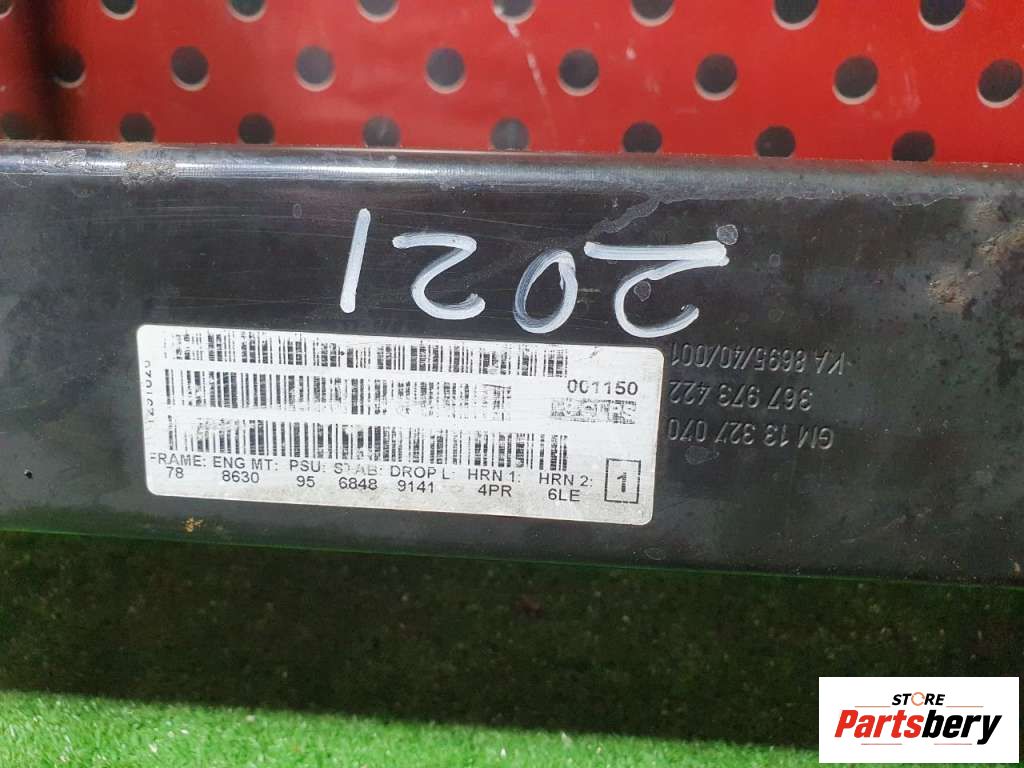 2021
GM 13 327 070
367 973 422
KA 8695/40/001
001150
FRAME: ENG MT: PSU: STAB: DROP L: HRN 1: HRN 2:
78 8630 95 6848 9141 4PR 6LE
1
STORE
Partsbery